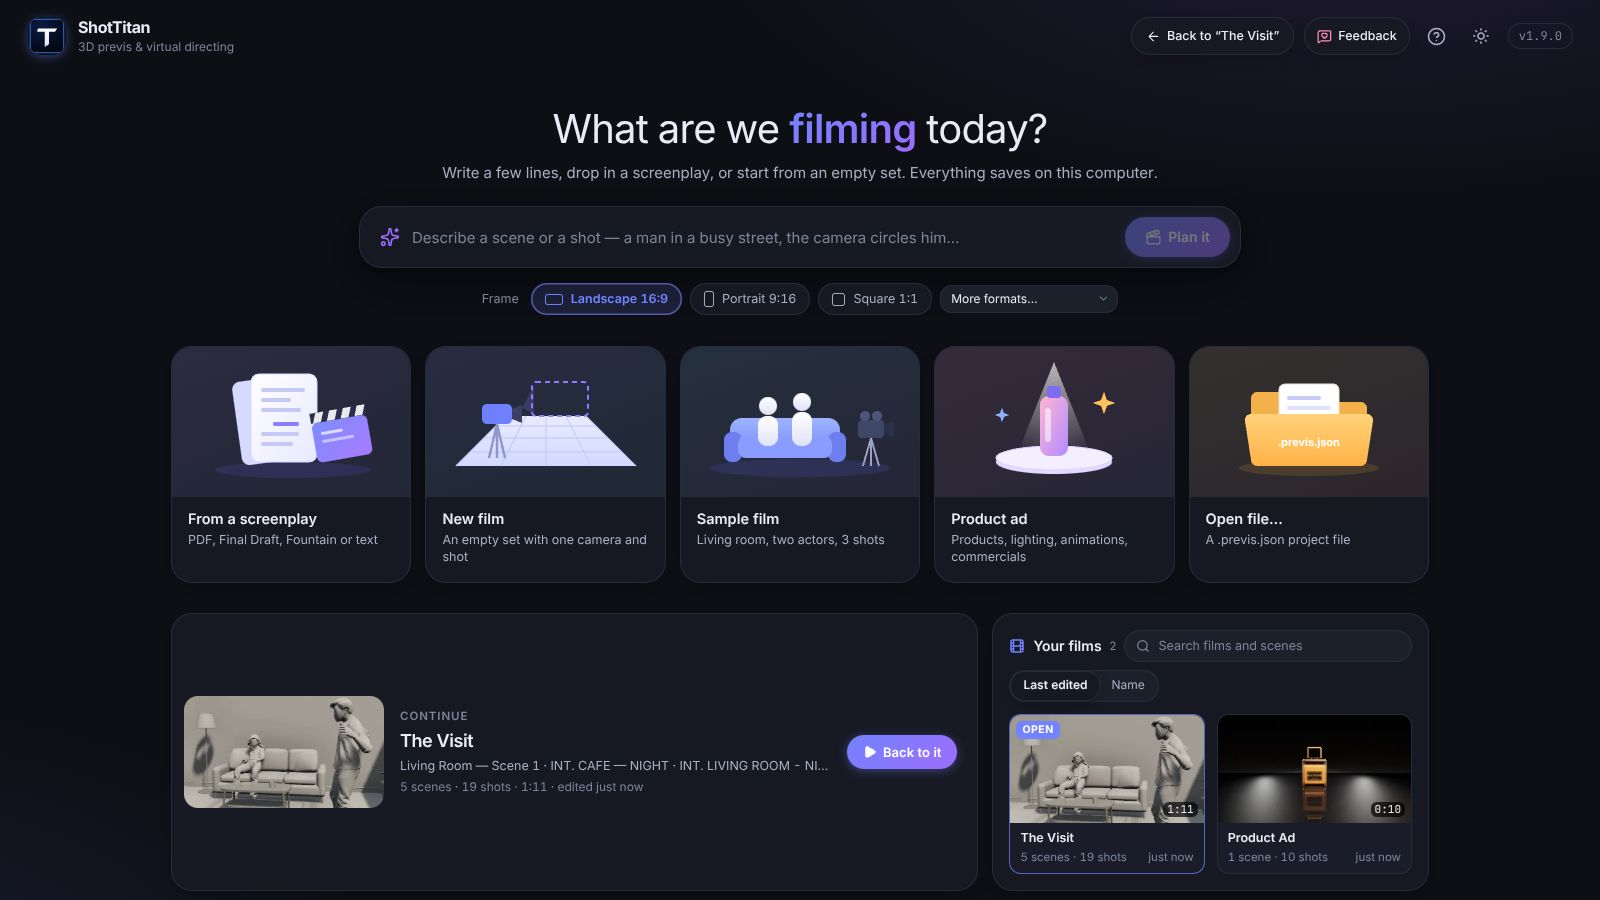 ShotTitan
3D previs & virtual directing
← Back to “The Visit”
Feedback
v1.9.0
What are we filming today?
Write a few lines, drop in a screenplay, or start from an empty set. Everything saves on this computer.
Describe a scene or a shot — a man in a busy street, the camera circles him...
Plan it
Frame
Landscape 16:9
Portrait 9:16
Square 1:1
More formats...
.previs.json
From a screenplay
PDF, Final Draft, Fountain or text
New film
An empty set with one camera and
shot
Sample film
Living room, two actors, 3 shots
Product ad
Products, lighting, animations,
commercials
Open file...
A .previs.json project file
CONTINUE
The Visit
Living Room — Scene 1 · INT. CAFE — NIGHT · INT. LIVING ROOM - NI...
5 scenes · 19 shots · 1:11 · edited just now
Back to it
Your films 2
Search films and scenes
Last edited
Name
OPEN
1:11
The Visit
5 scenes · 19 shots just now
0:10
Product Ad
1 scene · 10 shots just now